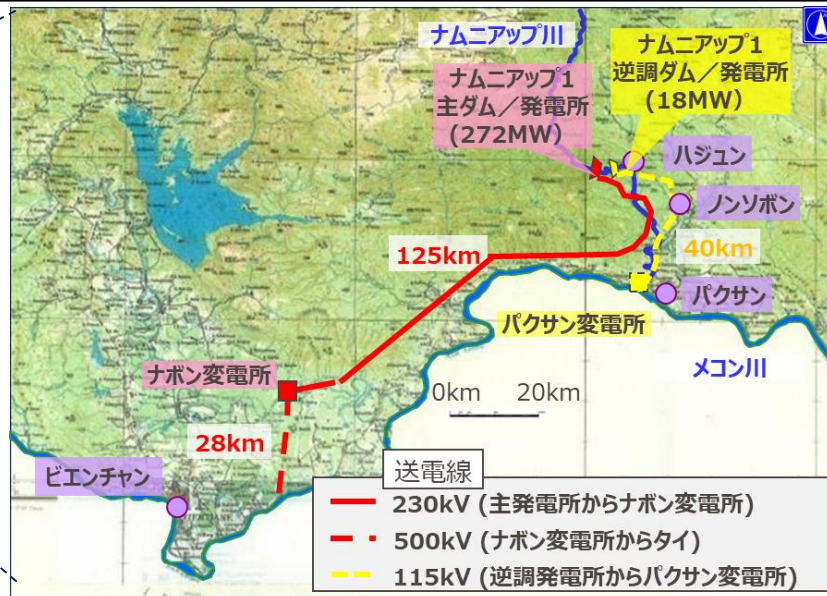 ナムニアップ川
ナムニアップ1
主ダム／発電所
(272MW)
ナムニアップ1
逆調ダム／発電所
(18MW)
ハジュン
ノンソボン
125km
40km
パクサン
パクサン変電所
メコン川
ナボン変電所
0km 20km
28km
ビエンチャン
送電線
230kV (主発電所からナボン変電所)
500kV (ナボン変電所からタイ)
115kV (逆調発電所からパクサン変電所)